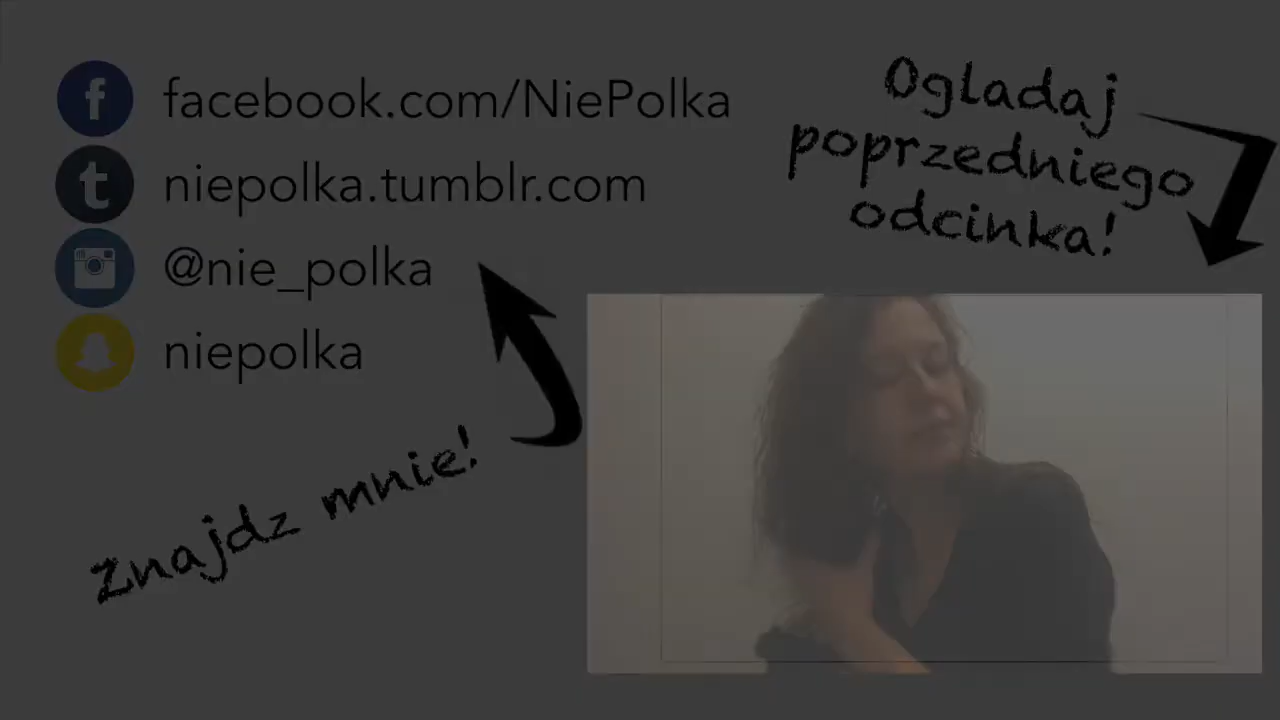 facebook.com/NiePolka
niepolka.tumblr.com
@nie_polka
niepolka
Znajdz mnie!
Ogladaj
poprzedniego
odcinka!